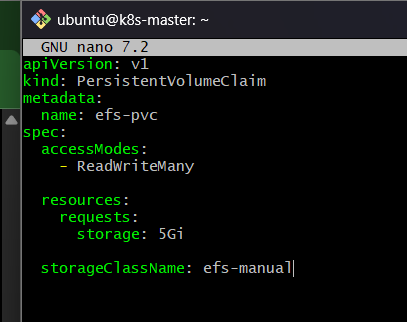 ubuntu@k8s-master: ~
GNU nano 7.2
apiVersion: v1
kind: PersistentVolumeClaim
metadata:
  name: efs-pvc
spec:
  accessModes:
    - ReadWriteMany
  resources:
    requests:
      storage: 5Gi
  storageClassName: efs-manual